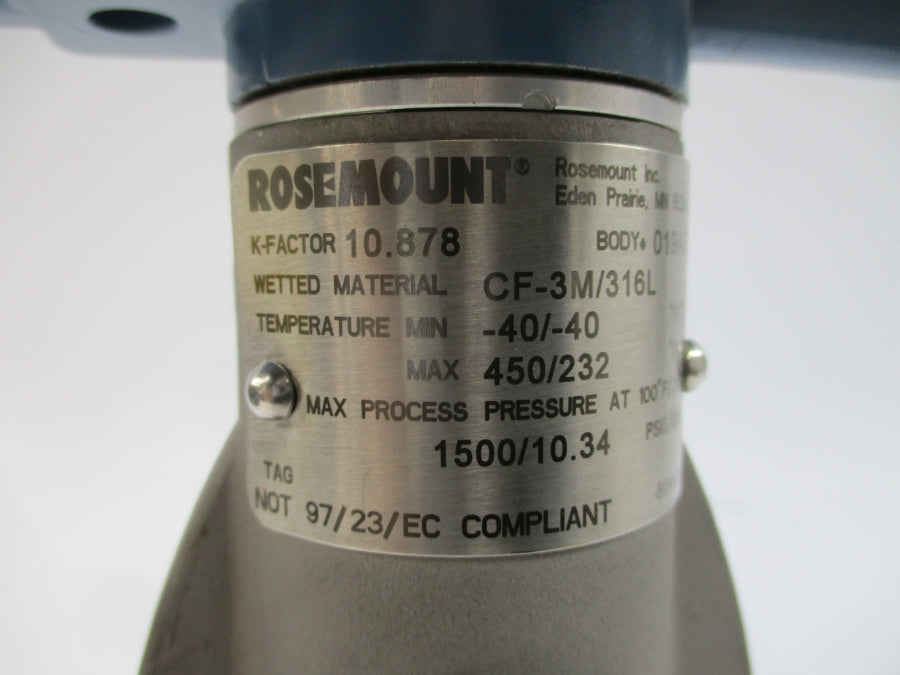 ROSEMOUNT® Rosemount Inc.
Eden Prairie, MN
K-FACTOR 10.878 BODY#
WETTED MATERIAL CF-3M/316L
TEMPERATURE MIN -40/-40
MAX 450/232
MAX PROCESS PRESSURE AT 100°F
1500/10.34
TAG
NOT 97/23/EC COMPLIANT